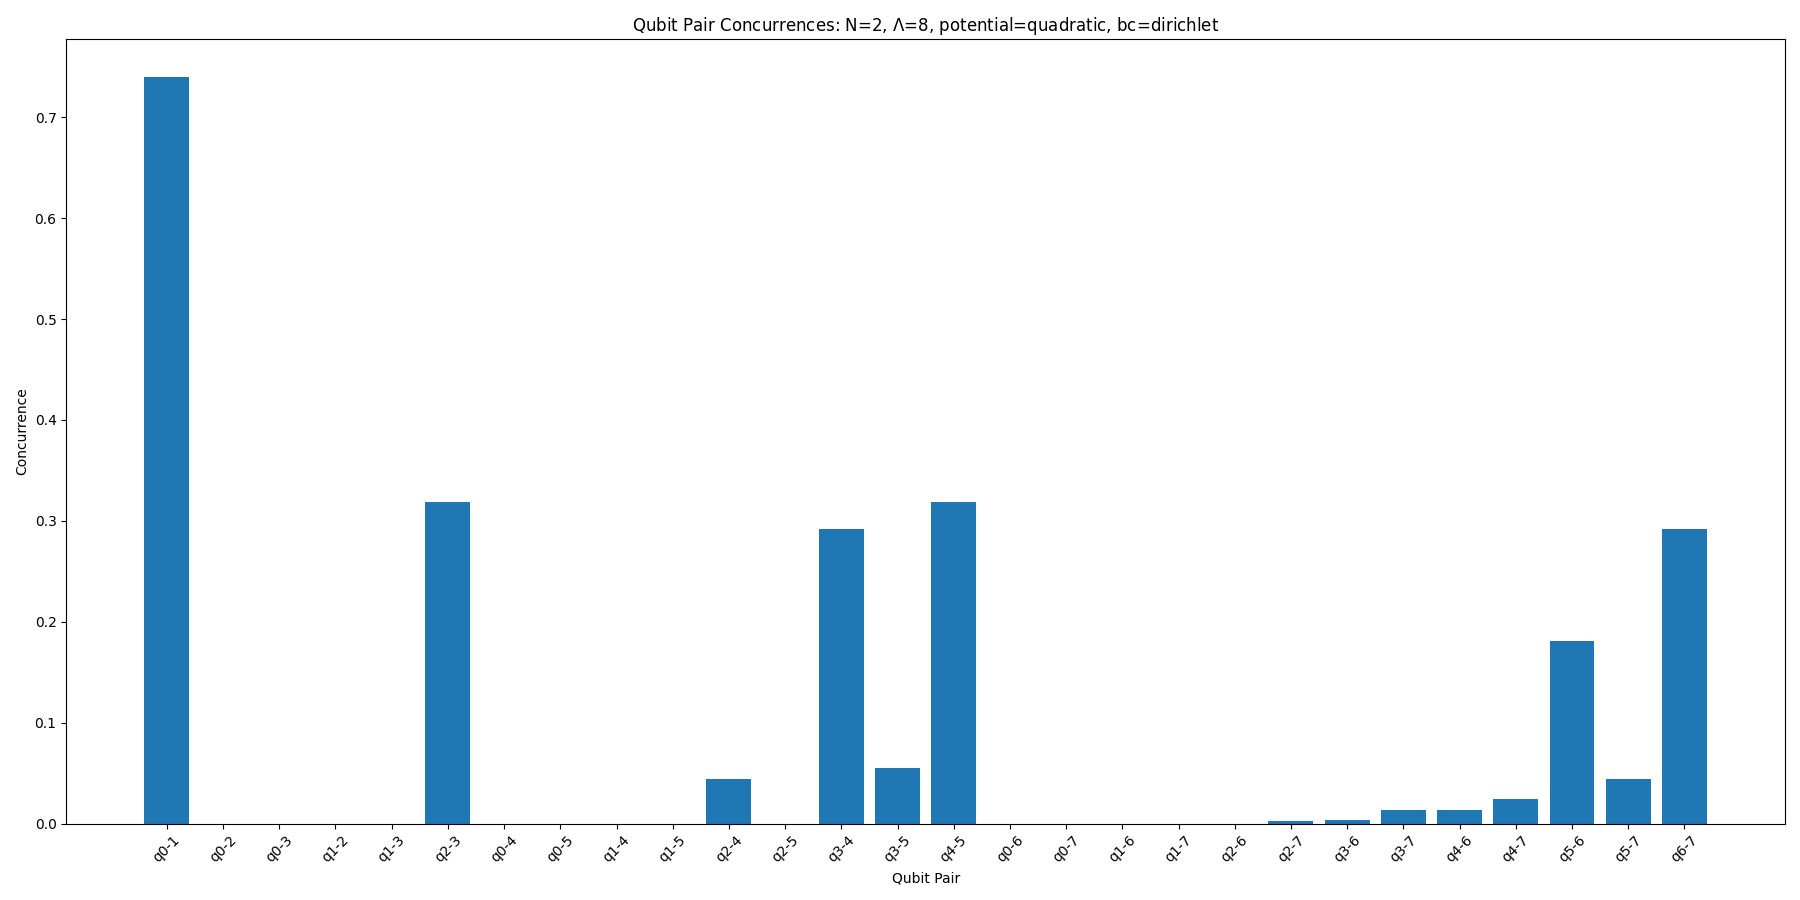 Qubit Pair Concurrences: N=2, Λ=8, potential=quadratic, bc=dirichlet
Concurrence
0.7
0.6
0.5
0.4
0.3
0.2
0.1
0.0
q0-1 q0-2 q0-3 q1-2 q1-3 q2-3 q0-4 q0-5 q1-4 q1-5 q2-4 q2-5 q3-4 q3-5 q4-5 q0-6 q0-7 q1-6 q1-7 q2-6 q2-7 q3-6 q3-7 q4-6 q4-7 q5-6 q5-7 q6-7
Qubit Pair